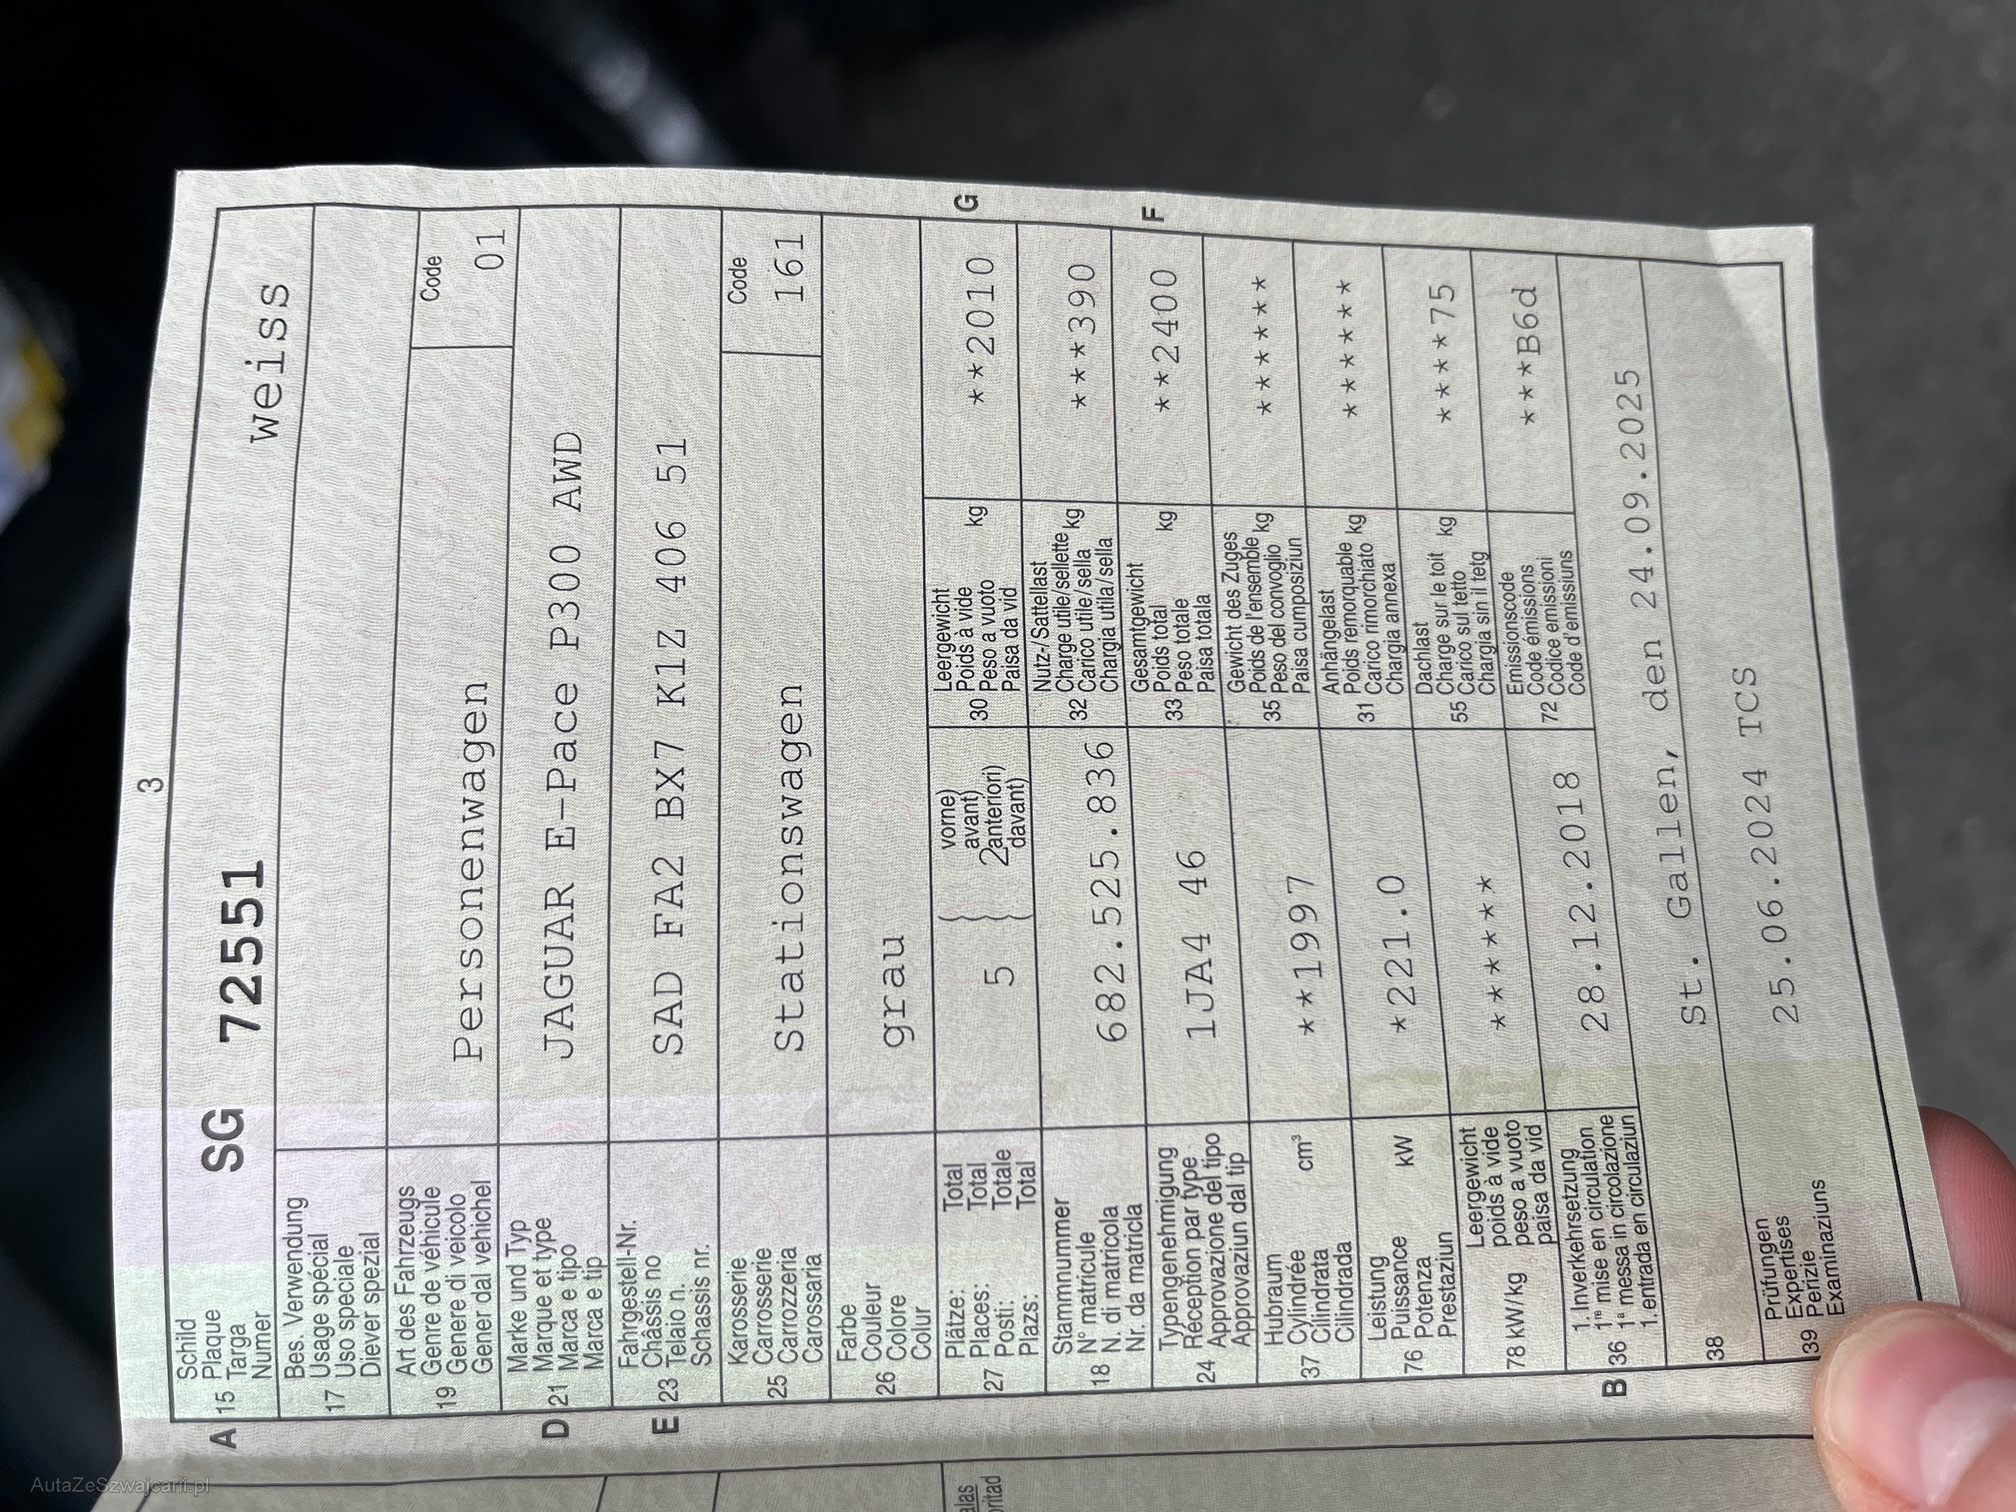 3
A 15 Schild Plaque Targa Numer SG 72551 weiss
17 Bes. Verwendung Usage spécial Uso speciale Diever spezial
19 Art des Fahrzeugs Genre de véhicule Genere di veicolo Gener dal vehichel Personenwagen Code 01
D 21 Marke und Typ Marque et type Marca e tipo Marca e tip JAGUAR E-Pace P300 AWD
E 23 Fahrgestell-Nr. Châssis no Telaio n. Schassis nr. SAD FA2 BX7 K1Z 406 51
25 Karosserie Carrosserie Carrozzeria Carossaria Stationswagen Code 161
26 Farbe Couleur Colore Colur grau
27 Plätze: Places: Posti: Plazs: Total Total Totale Total 5 { 2 vorne) avant) anteriori) davant)
30 Leergewicht Poids à vide Peso a vuoto Paisa da vid kg **2010 G
18 Stammnummer N° matricule N. di matricola Nr. da matricla 682.525.836
32 Nutz-/Sattellast Charge utile/sellette Carico utile/sella Chargia utila/sella kg ***390
24 Typengenehmigung Réception par type Approvazione del tipo Approvaziun dal tip 1JA4 46
33 Gesamtgewicht Poids total Peso totale Paisa totala kg **2400 F
37 Hubraum Cylindrée Cilindrata Cilindrada cm³ **1997
35 Gewicht des Zuges Poids de l'ensemble Peso del convoglio Paisa cumposiziun kg ******
76 Leistung Puissance Potenza Prestaziun kW *221.0
31 Anhängelast Poids remorquable Carico rimorchiato Chargia annexa kg ******
78 kW/kg Leergewicht poids à vide peso a vuoto paisa da vid ******
55 Dachlast Charge sur le toit Carico sul tetto Chargia sin il tetg kg ****75
B 36 1. Inverkehrsetzung 1re mise en circulation 1a messa in circolazione 1. entrada en circulaziun 28.12.2018
72 Emissionscode Code émissions Codice emissioni Code d'emissiuns ***B6d
38 St. Gallen, den 24.09.2025
39 Prüfungen Expertises Perizie Examinaziuns 25.06.2024 TCS
AutaZeSzwajcarii.pl